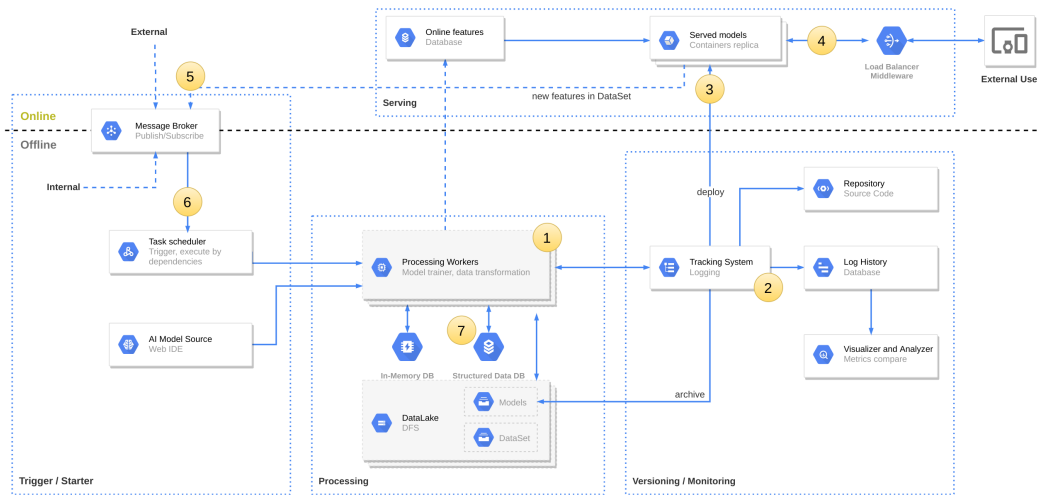 External
5
Online
Offline
Message Broker
Publish/Subscribe
Internal
6
Task scheduler
Trigger, execute by
dependencies
AI Model Source
Web IDE
Trigger / Starter
Online features
Database
Served models
Containers replica
4
Load Balancer
Middleware
External Use
3
new features in DataSet
Serving
1
Processing Workers
Model trainer, data transformation
7
In-Memory DB
Structured Data DB
DataLake
DFS
Models
DataSet
Processing
deploy
Repository
Source Code
Tracking System
Logging
2
Log History
Database
Visualizer and Analyzer
Metrics compare
archive
Versioning / Monitoring